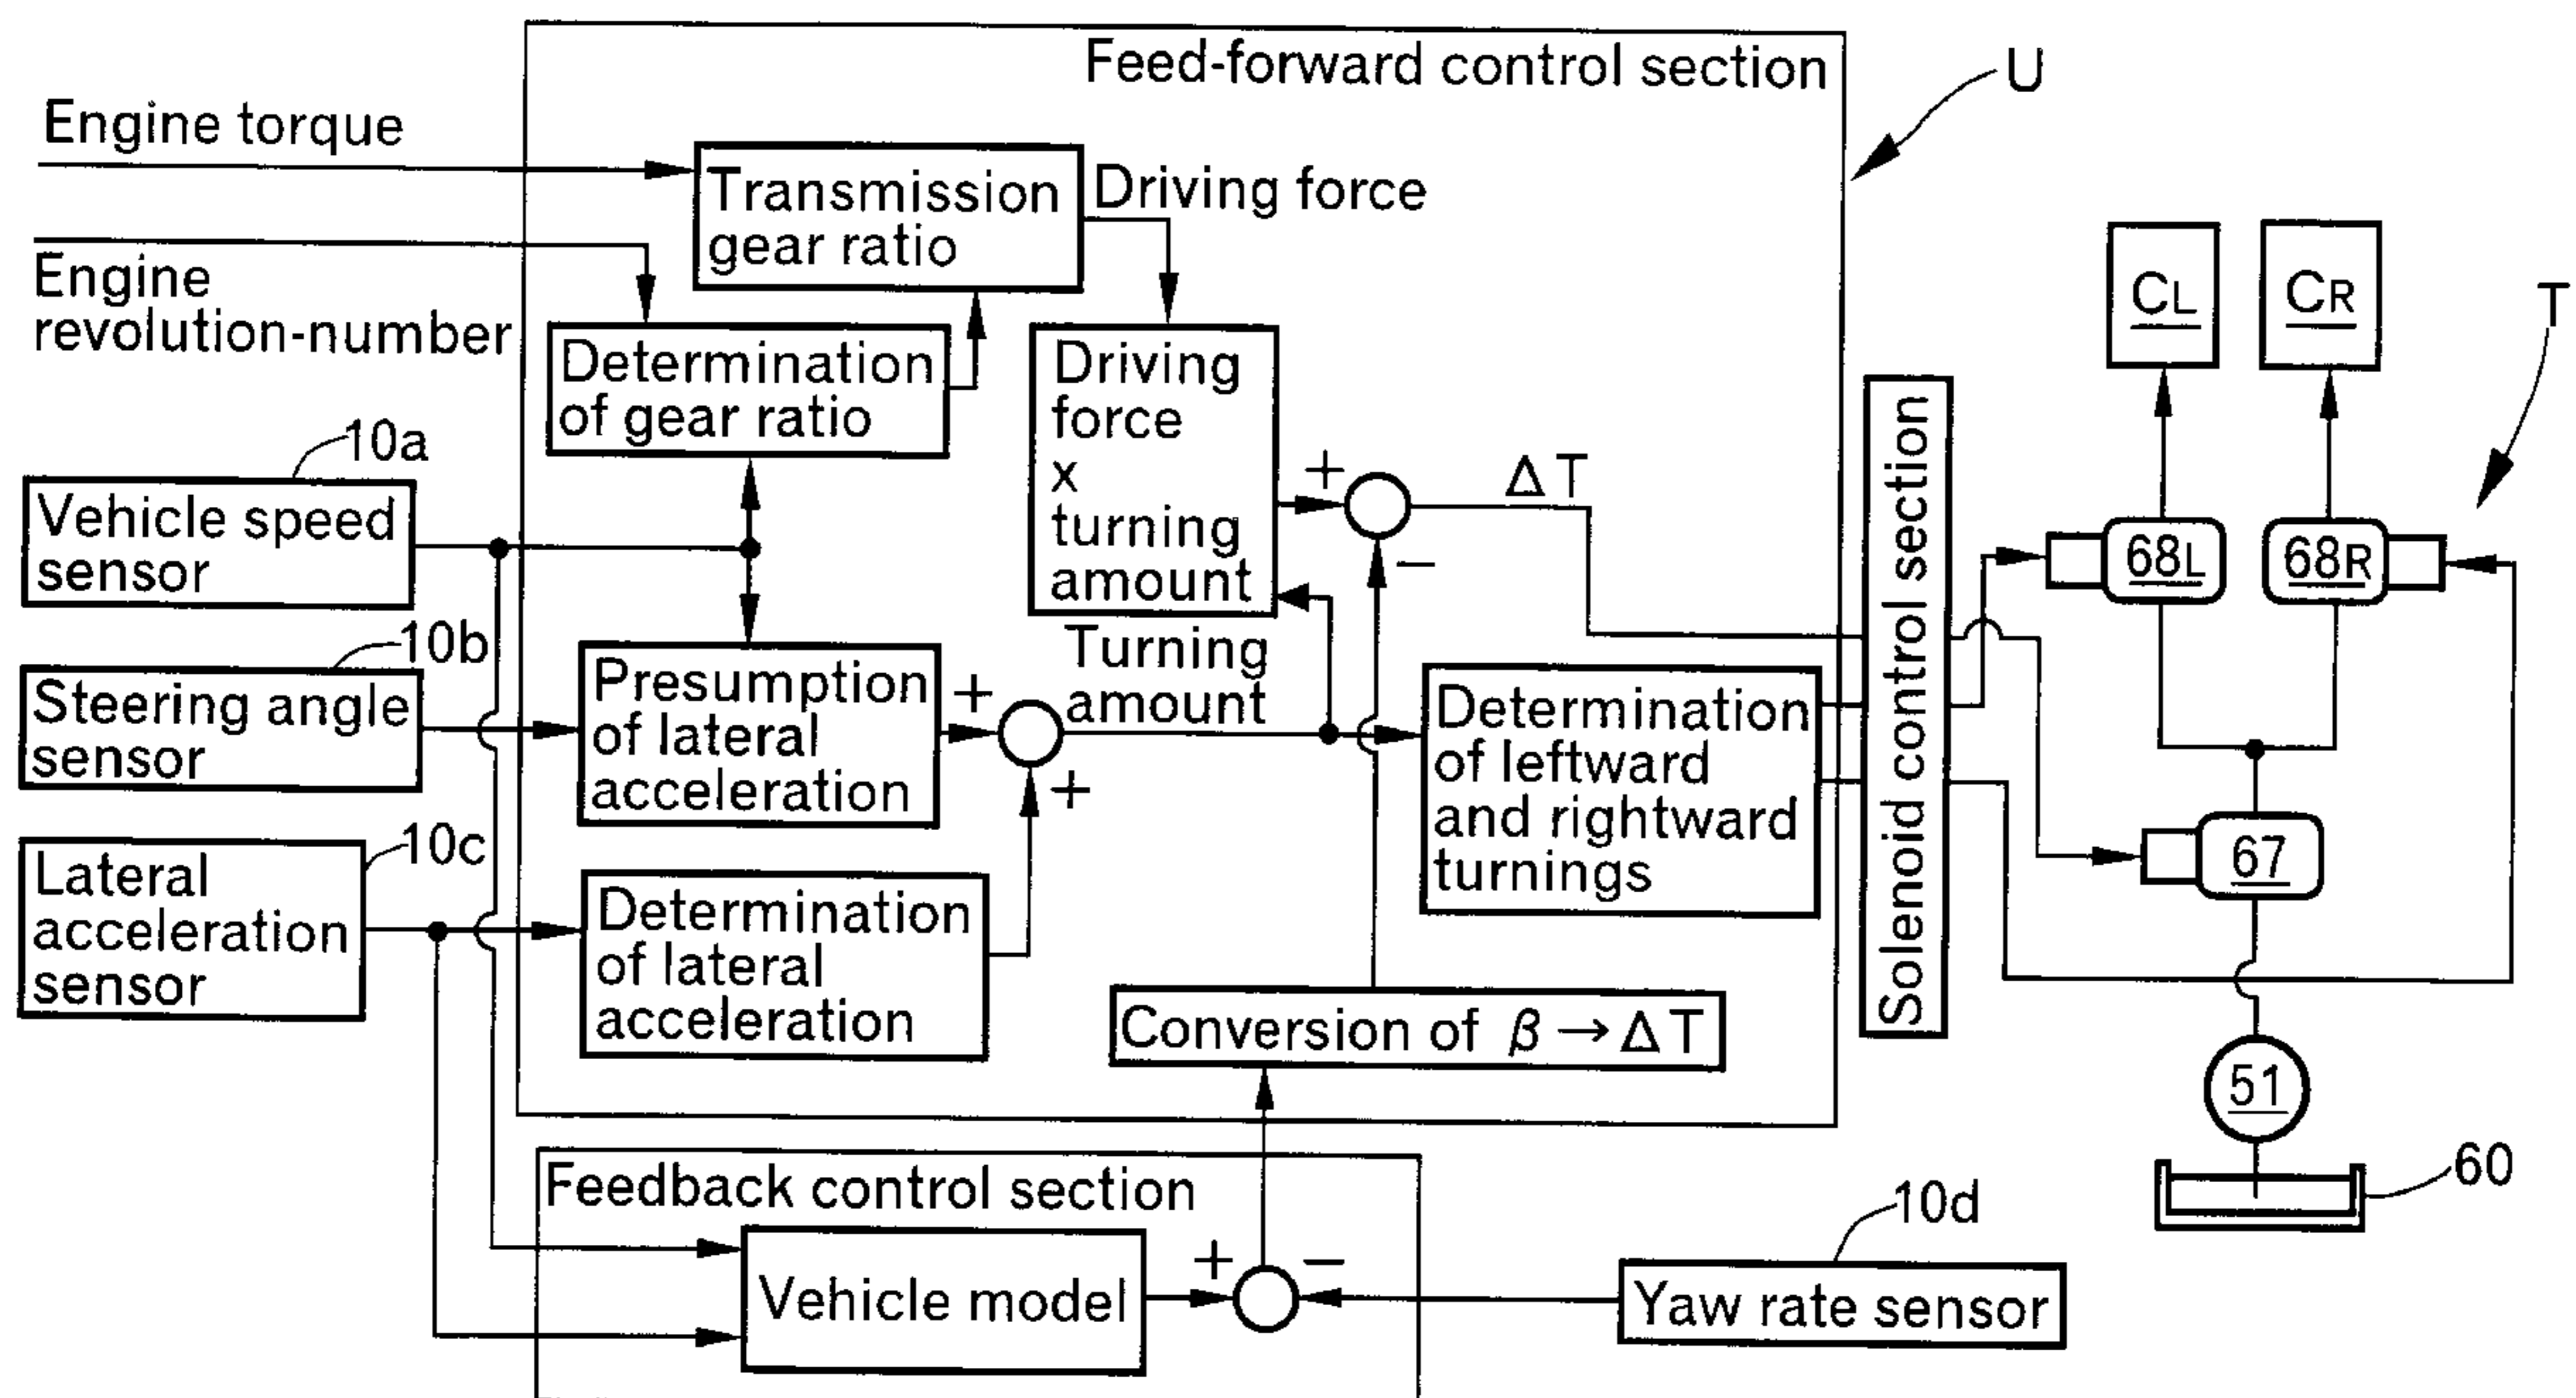 Feed-forward control section
U
Engine torque
Transmission
gear ratio
Driving force
Engine
revolution-number
Determination
of gear ratio
Driving
force
x
turning
amount
CL
CR
T
10a
Vehicle speed
sensor
+
−
ΔT
Solenoid control section
68L
68R
10b
Steering angle
sensor
Presumption
of lateral
acceleration
+
+
Turning
amount
Determination
of leftward
and rightward
turnings
67
10c
Lateral
acceleration
sensor
Determination
of lateral
acceleration
Conversion of β→ΔT
51
60
Feedback control section
Vehicle model
+
−
10d
Yaw rate sensor